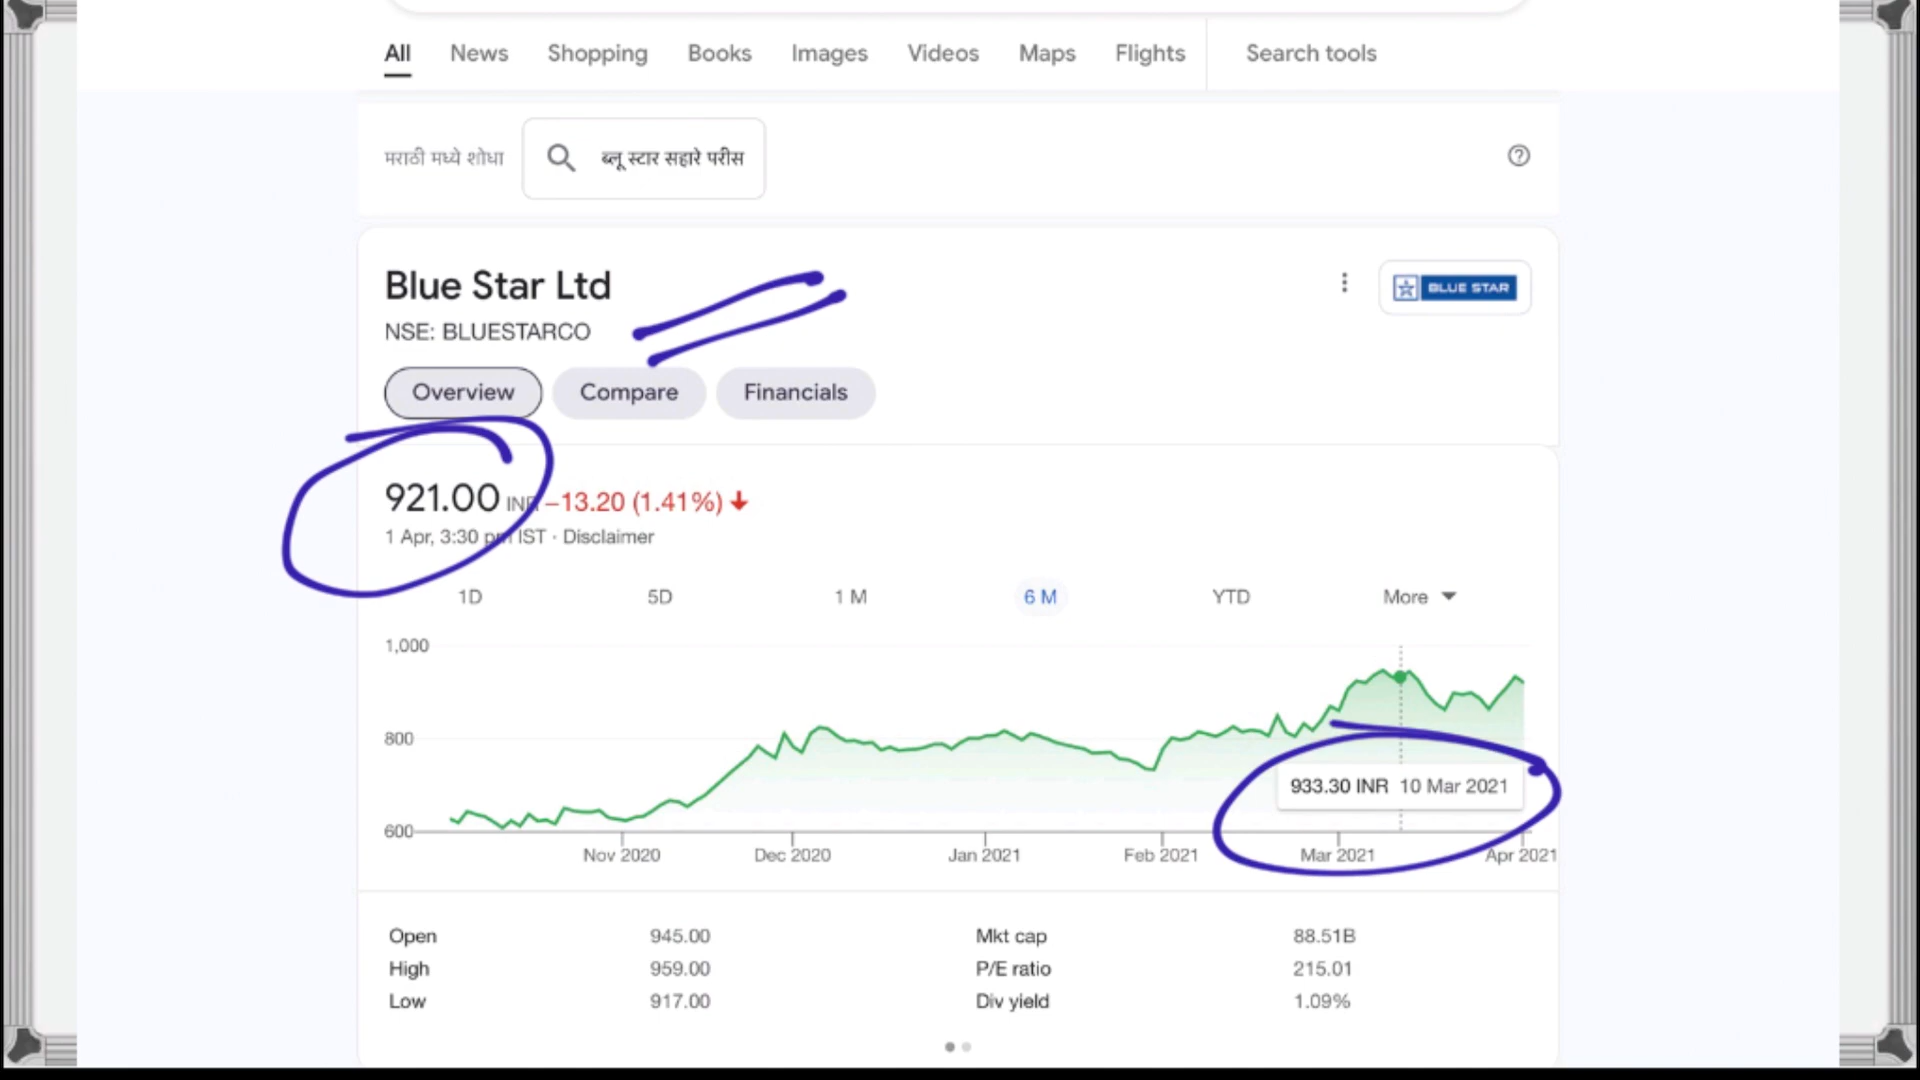 All News Shopping Books Images Videos Maps Flights Search tools
मराठी मध्ये शोधा ब्लू स्टार सहारे परीस
Blue Star Ltd
BLUE STAR
NSE: BLUESTARCO
Overview Compare Financials
921.00 INR −13.20 (1.41%)
1 Apr, 3:30 pm IST · Disclaimer
1D 5D 1 M 6 M YTD More
1,000
800
933.30 INR 10 Mar 2021
600
Nov 2020 Dec 2020 Jan 2021 Feb 2021 Mar 2021 Apr 2021
Open 945.00 Mkt cap 88.51B
High 959.00 P/E ratio 215.01
Low 917.00 Div yield 1.09%